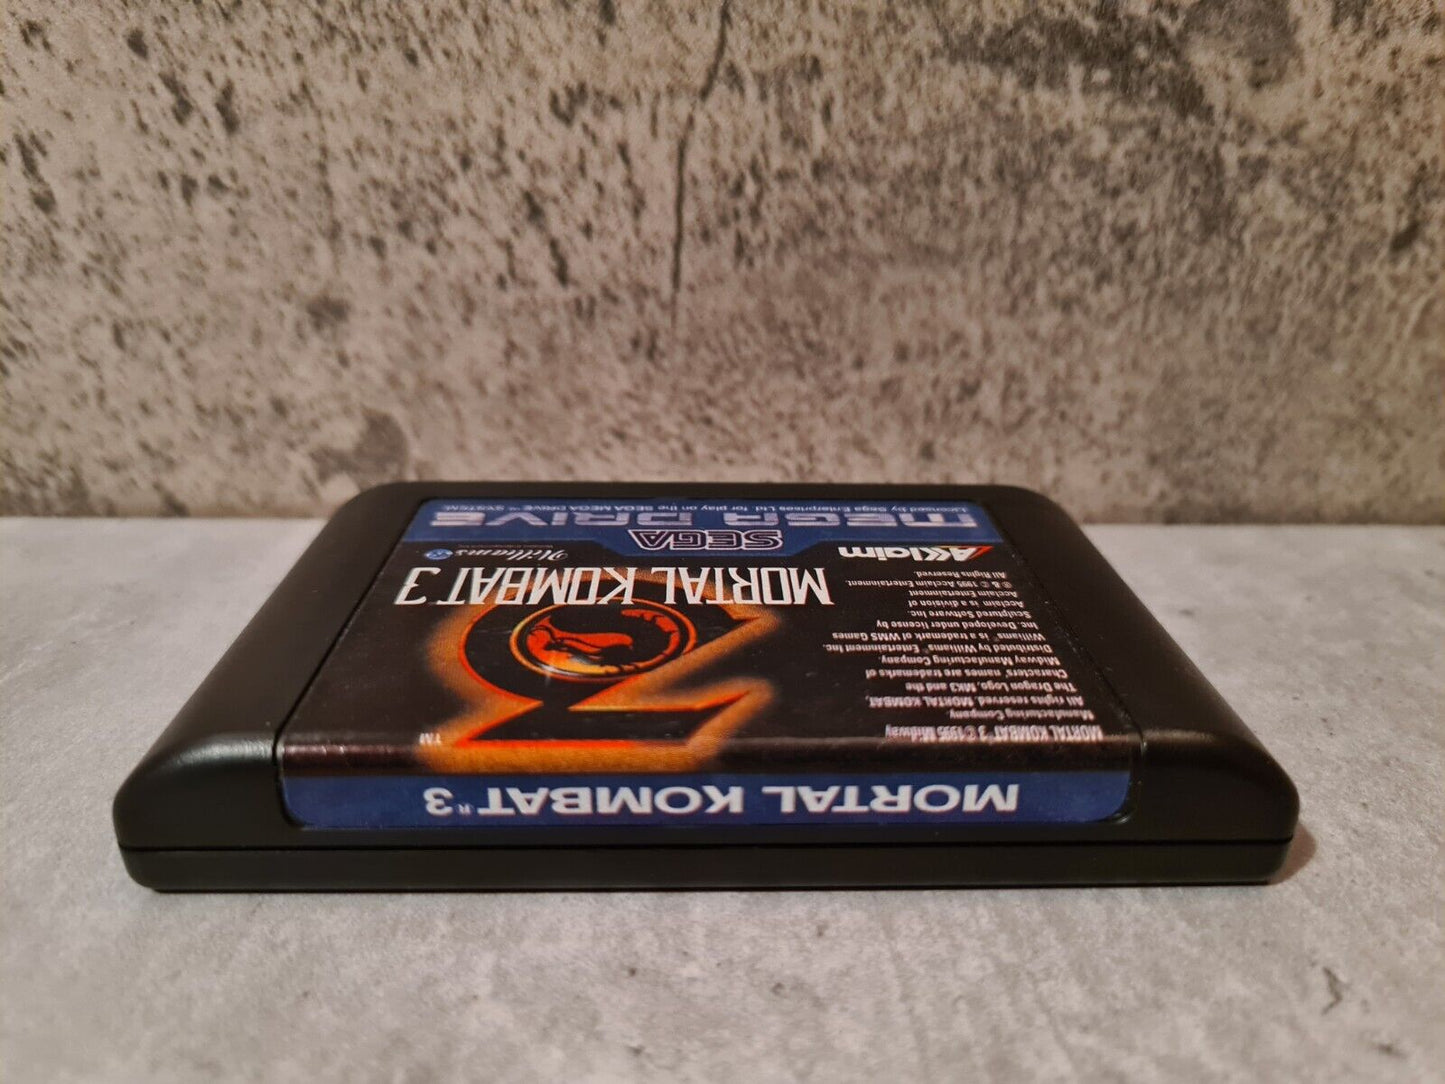 MORTAL KOMBAT® 3
TM
MORTAL KOMBAT® 3 © 1995 Midway
Manufacturing Company.
All rights reserved. MORTAL KOMBAT,
The Dragon Logo, MK3 and the
Characters' names are trademarks of
Midway Manufacturing Company.
Distributed by Williams® Entertainment Inc.
Williams® is a trademark of WMS Games
Inc. Developed under license by
Sculptured Software Inc.
Acclaim is a division of
Acclaim Entertainment
® & © 1995 Acclaim Entertainment.
All Rights Reserved.
MORTAL KOMBAT 3
AKklaim
Williams
SEGA
MEGA DRIVE
Licensed by Sega Enterprises Ltd for play on the SEGA MEGA DRIVE™ SYSTEM.